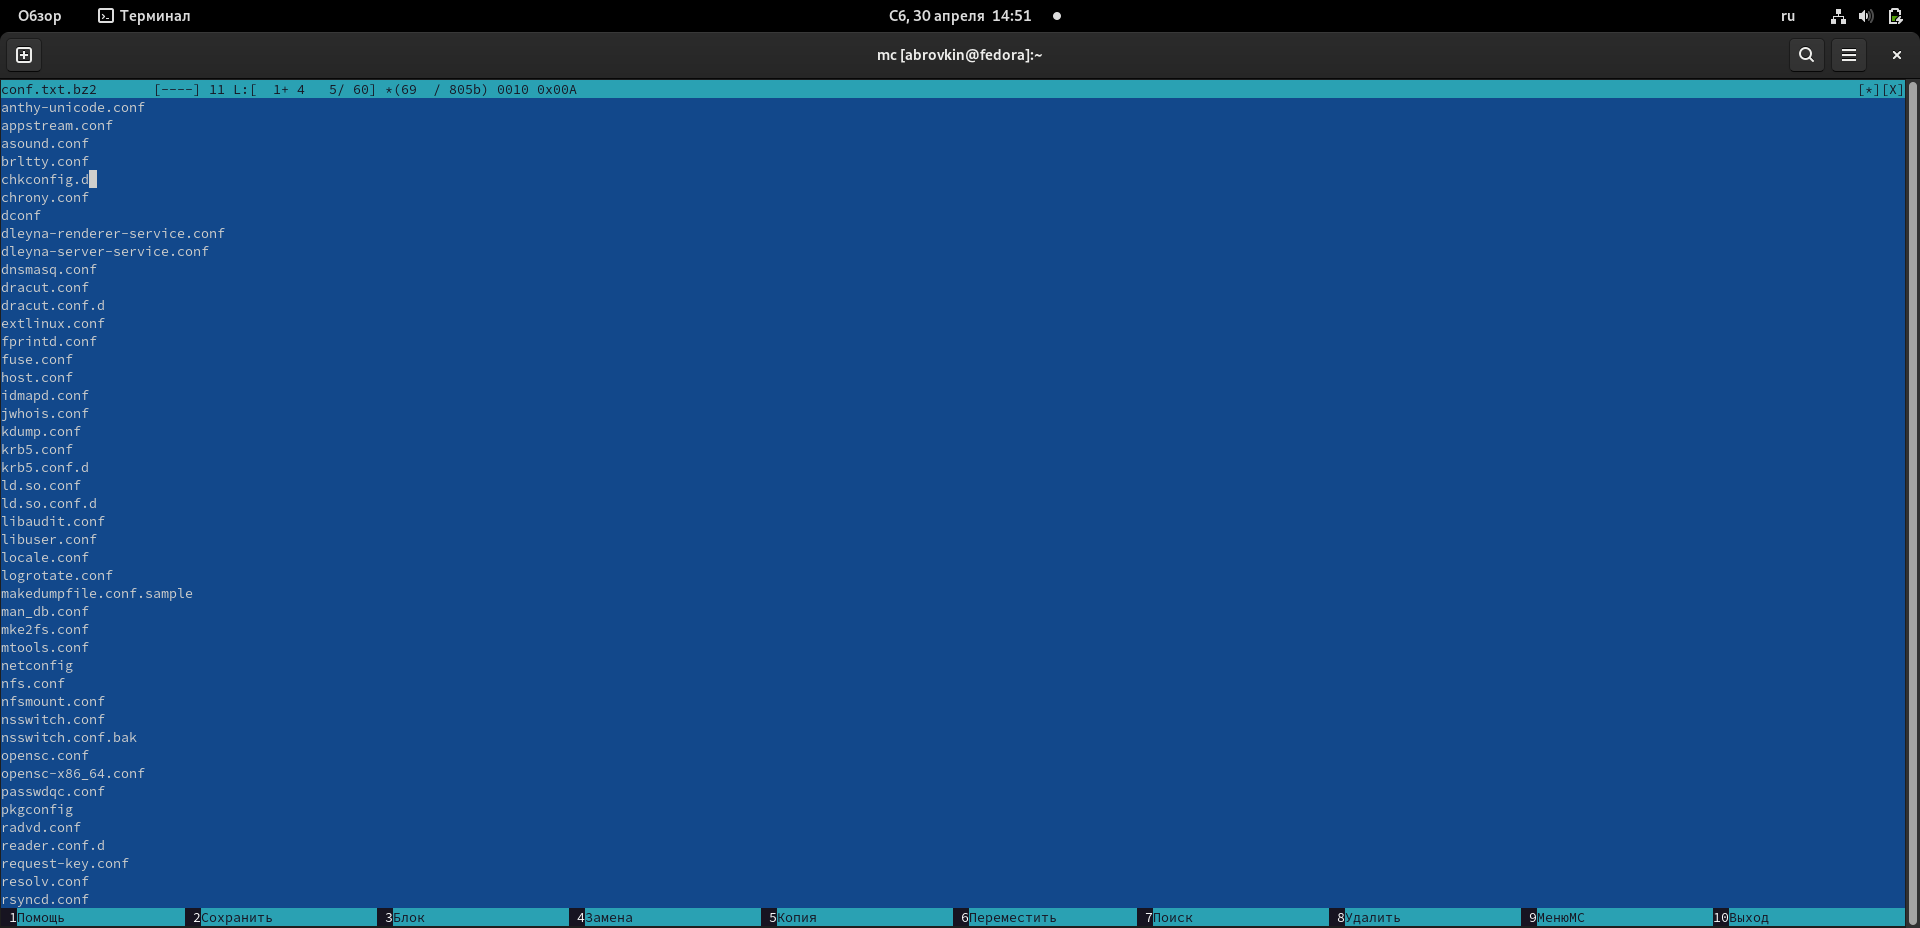 Обзор Терминал Сб, 30 апреля 14:51 ru
mc [abrovkin@fedora]:~
conf.txt.bz2 [----] 11 L:[ 1+ 4 5/ 60] *(69 / 805b) 0010 0x00A [*][X]
anthy-unicode.conf
appstream.conf
asound.conf
brltty.conf
chkconfig.d
chrony.conf
dconf
dleyna-renderer-service.conf
dleyna-server-service.conf
dnsmasq.conf
dracut.conf
dracut.conf.d
extlinux.conf
fprintd.conf
fuse.conf
host.conf
idmapd.conf
jwhois.conf
kdump.conf
krb5.conf
krb5.conf.d
ld.so.conf
ld.so.conf.d
libaudit.conf
libuser.conf
locale.conf
logrotate.conf
makedumpfile.conf.sample
man_db.conf
mke2fs.conf
mtools.conf
netconfig
nfs.conf
nfsmount.conf
nsswitch.conf
nsswitch.conf.bak
opensc.conf
opensc-x86_64.conf
passwdqc.conf
pkgconfig
radvd.conf
reader.conf.d
request-key.conf
resolv.conf
rsyncd.conf
1Помощь 2Сохранить 3Блок 4Замена 5Копия 6Переместить 7Поиск 8Удалить 9МенюMC 10Выход